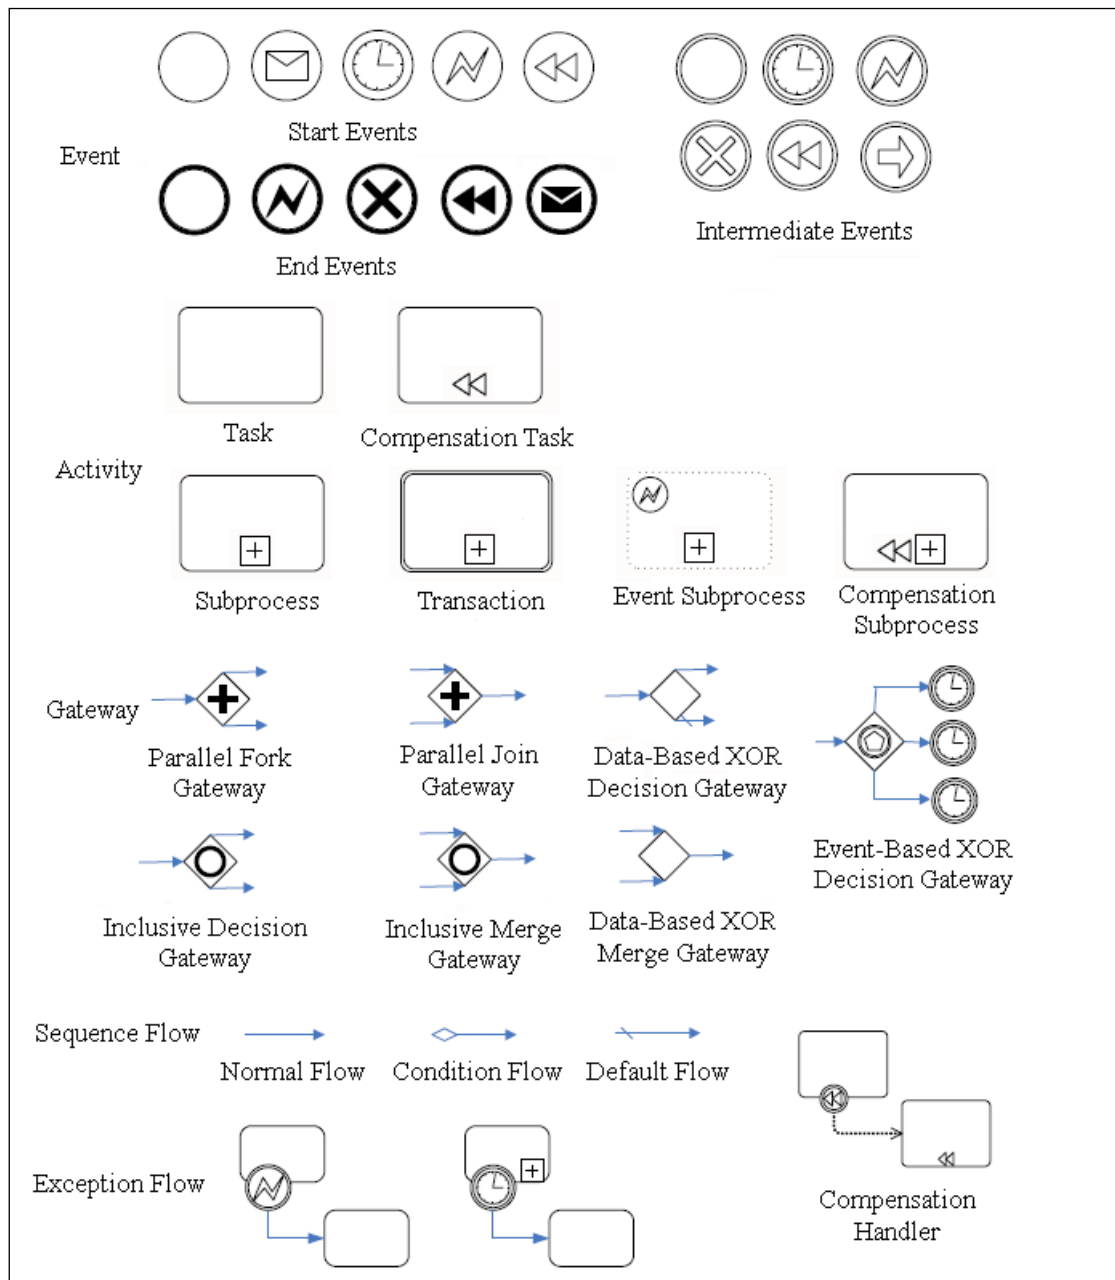 Start Events
Event
Intermediate Events
End Events
Task
Compensation Task
Activity
Subprocess
Transaction
Event Subprocess
Compensation
Subprocess
Gateway
Parallel Fork
Gateway
Parallel Join
Gateway
Data-Based XOR
Decision Gateway
Event-Based XOR
Decision Gateway
Inclusive Decision
Gateway
Inclusive Merge
Gateway
Data-Based XOR
Merge Gateway
Sequence Flow
Normal Flow
Condition Flow
Default Flow
Exception Flow
Compensation
Handler